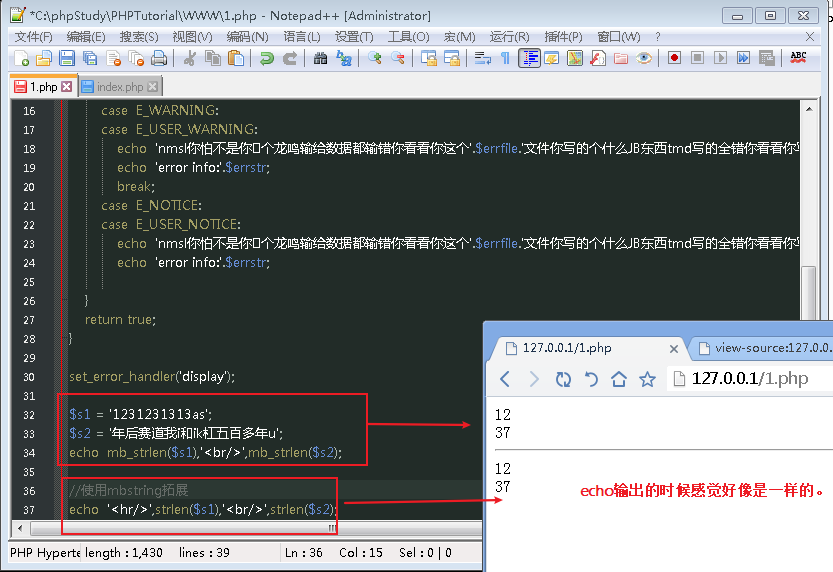 *C:\phpStudy\PHPTutorial\WWW\1.php - Notepad++ [Administrator]
文件(F) 编辑(E) 搜索(S) 视图(V) 编码(N) 语言(L) 设置(T) 工具(O) 宏(M) 运行(R) 插件(P) 窗口(W) ?
1.php index.php
16 case E_WARNING:
17 case E_USER_WARNING:
18 echo 'nmsl你怕不是你个龙鸣输给数据都输错你看看你这个'.$errfile.'文件你写的个什么JB东西tmd写的全错你看看你
19 echo 'error info:'.$errstr;
20 break;
21 case E_NOTICE:
22 case E_USER_NOTICE:
23 echo 'nmsl你怕不是你个龙鸣输给数据都输错你看看你这个'.$errfile.'文件你写的个什么JB东西tmd写的全错你看看你
24 echo 'error info:'.$errstr;
25
26 }
27 return true;
28 }
29
30 set_error_handler('display');
31
32 $s1 = '1231231313as';
33 $s2 = '年后赛道我i和ik杠五百多年u';
34 echo mb_strlen($s1),'<br/>',mb_strlen($s2);
35
36 //使用mbstring拓展
37 echo '<hr/>',strlen($s1),'<br/>',strlen($s2);
PHP Hyperte length : 1,430 lines : 39 Ln : 36 Col : 15 Sel : 0 | 0
127.0.0.1/1.php
view-source:127.0.0.
127.0.0.1/1.php
12
37
12
37
echo输出的时候感觉好像是一样的。